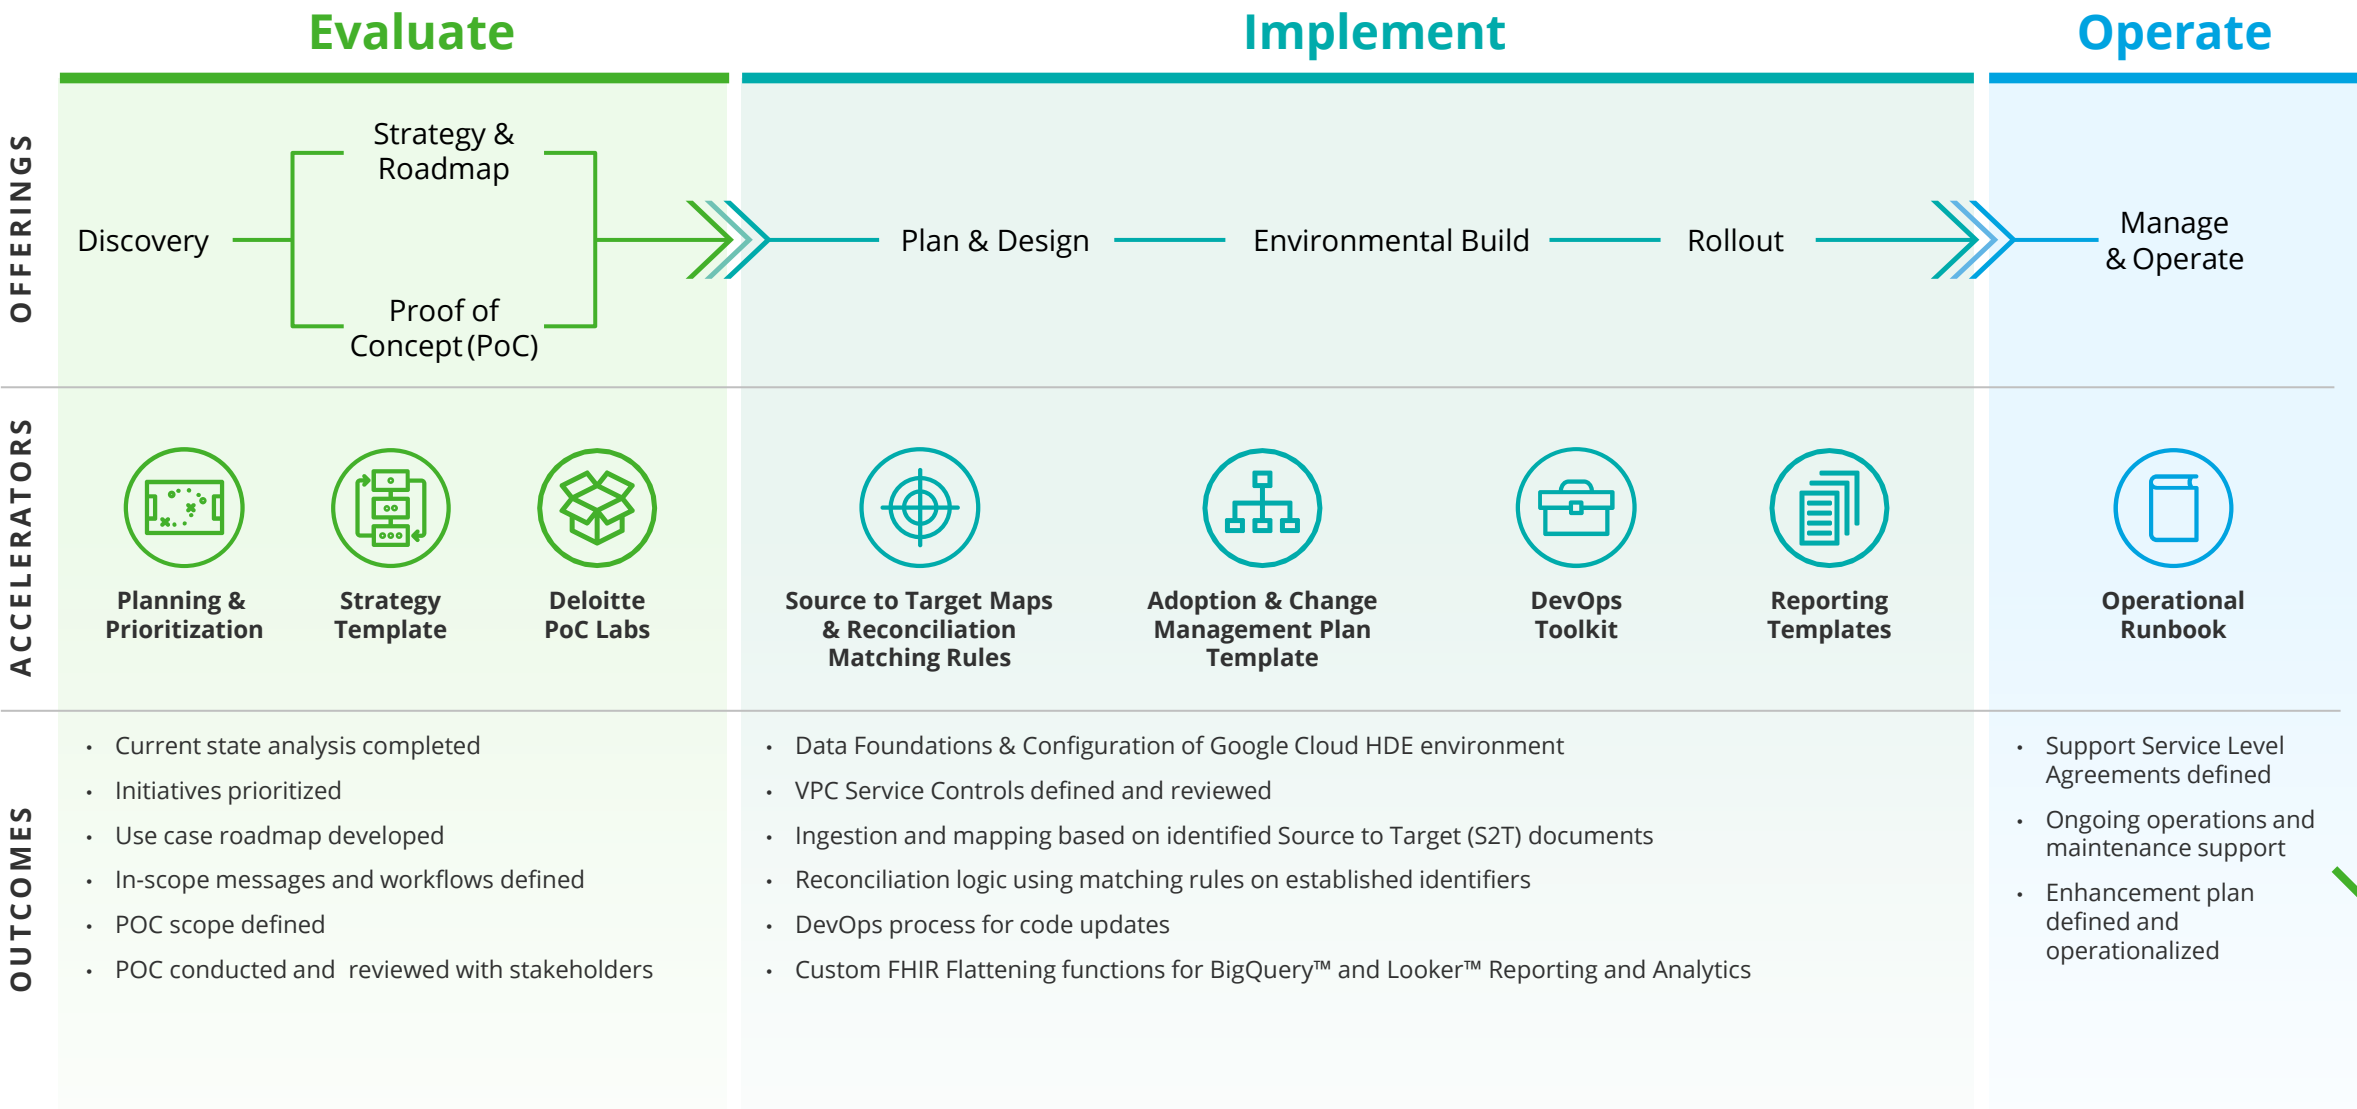 Evaluate
Implement
Operate
OFFERINGS
Discovery
Strategy &
Roadmap
Proof of
Concept (PoC)
Plan & Design
Environmental Build
Rollout
Manage
& Operate
ACCELERATORS
Planning &
Prioritization
Strategy
Template
Deloitte
PoC Labs
Source to Target Maps
& Reconciliation
Matching Rules
Adoption & Change
Management Plan
Template
DevOps
Toolkit
Reporting
Templates
Operational
Runbook
OUTCOMES
• Current state analysis completed
• Initiatives prioritized
• Use case roadmap developed
• In-scope messages and workflows defined
• POC scope defined
• POC conducted and  reviewed with stakeholders
• Data Foundations & Configuration of Google Cloud HDE environment
• VPC Service Controls defined and reviewed
• Ingestion and mapping based on identified Source to Target (S2T) documents
• Reconciliation logic using matching rules on established identifiers
• DevOps process for code updates
• Custom FHIR Flattening functions for BigQuery™ and Looker™ Reporting and Analytics
• Support Service Level
Agreements defined
• Ongoing operations and
maintenance support
• Enhancement plan
defined and
operationalized